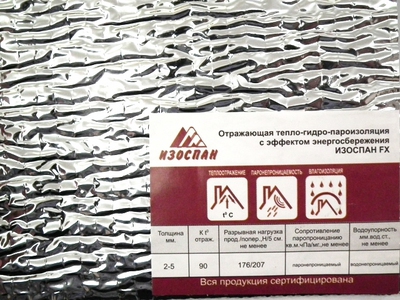 Отражающая тепло-гидро-пароизоляция
с эффектом энергосбережения
ИЗОСПАН FX
ИЗОСПАН
ТЕПЛООТРАЖЕНИЕ ПАРОНЕПРОНИЦАЕМОСТЬ ВЛАГОИЗОЛЯЦИЯ
t° C
Толщина
мм.
K t°
отраж.
Разрывная нагрузка
прод./попер.,Н/5 см
не менее
Сопротивление
паропроницанию
кв.м.чПа/мг.,не менее
Водоупорность
мм.вод.ст.,
не менее
2-5
90
176/207
паронепроницаемый
водонепроницаемый
Вся продукция сертифицирована